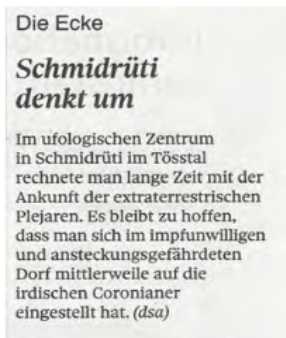 Die Ecke
Schmidrüti
denkt um
Im ufologischen Zentrum
in Schmidrüti im Tösstal
rechnete man lange Zeit mit der
Ankunft der extraterrestrischen
Plejaren. Es bleibt zu hoffen,
dass man sich im impfunwilligen
und ansteckungsgefährdeten
Dorf mittlerweile auf die
irdischen Coronianer
eingestellt hat. (dsa)